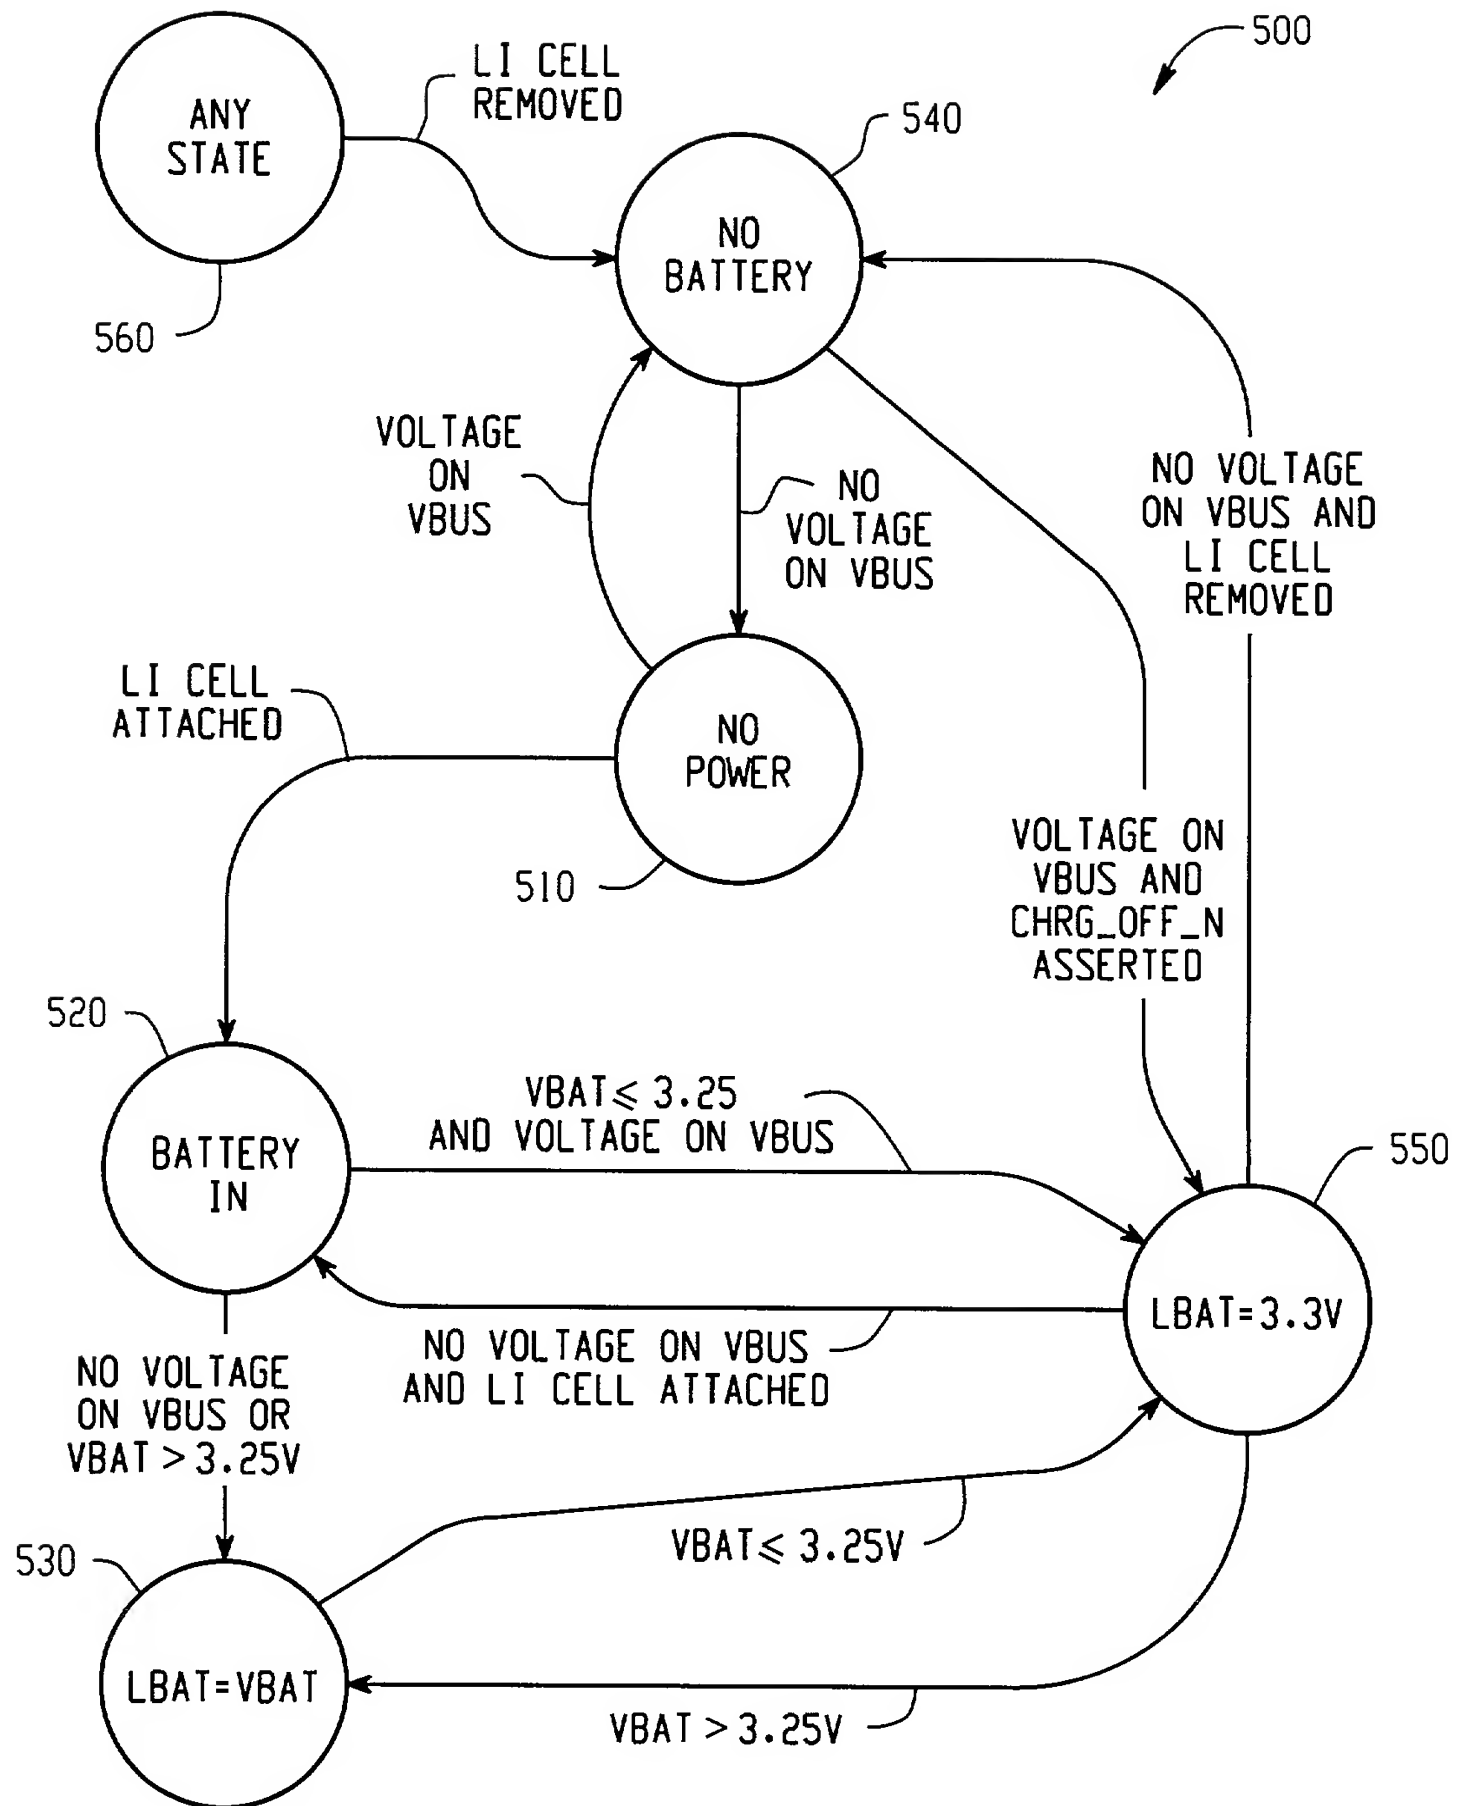 500
LI CELL
REMOVED
ANY
STATE
560
540
NO
BATTERY
VOLTAGE
ON
VBUS
NO
VOLTAGE
ON VBUS
NO VOLTAGE
ON VBUS AND
LI CELL
REMOVED
LI CELL
ATTACHED
NO
POWER
510
VOLTAGE ON
VBUS AND
CHRG_OFF_N
ASSERTED
520
BATTERY
IN
VBAT ⩽ 3.25
AND VOLTAGE ON VBUS
550
LBAT=3.3V
NO VOLTAGE ON VBUS
AND LI CELL ATTACHED
NO VOLTAGE
ON VBUS OR
VBAT > 3.25V
VBAT ⩽ 3.25V
530
LBAT=VBAT
VBAT > 3.25V